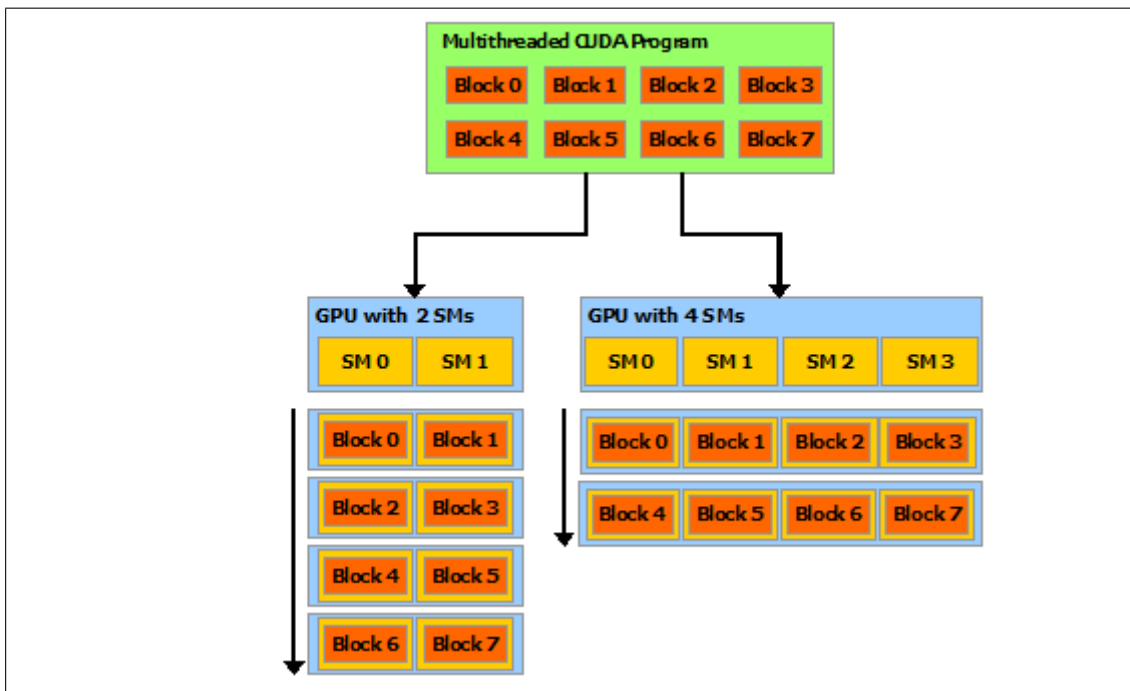 Multithreaded CUDA Program
Block 0 Block 1 Block 2 Block 3
Block 4 Block 5 Block 6 Block 7
GPU with 2 SMs
SM 0 SM 1
Block 0 Block 1
Block 2 Block 3
Block 4 Block 5
Block 6 Block 7
GPU with 4 SMs
SM 0 SM 1 SM 2 SM 3
Block 0 Block 1 Block 2 Block 3
Block 4 Block 5 Block 6 Block 7